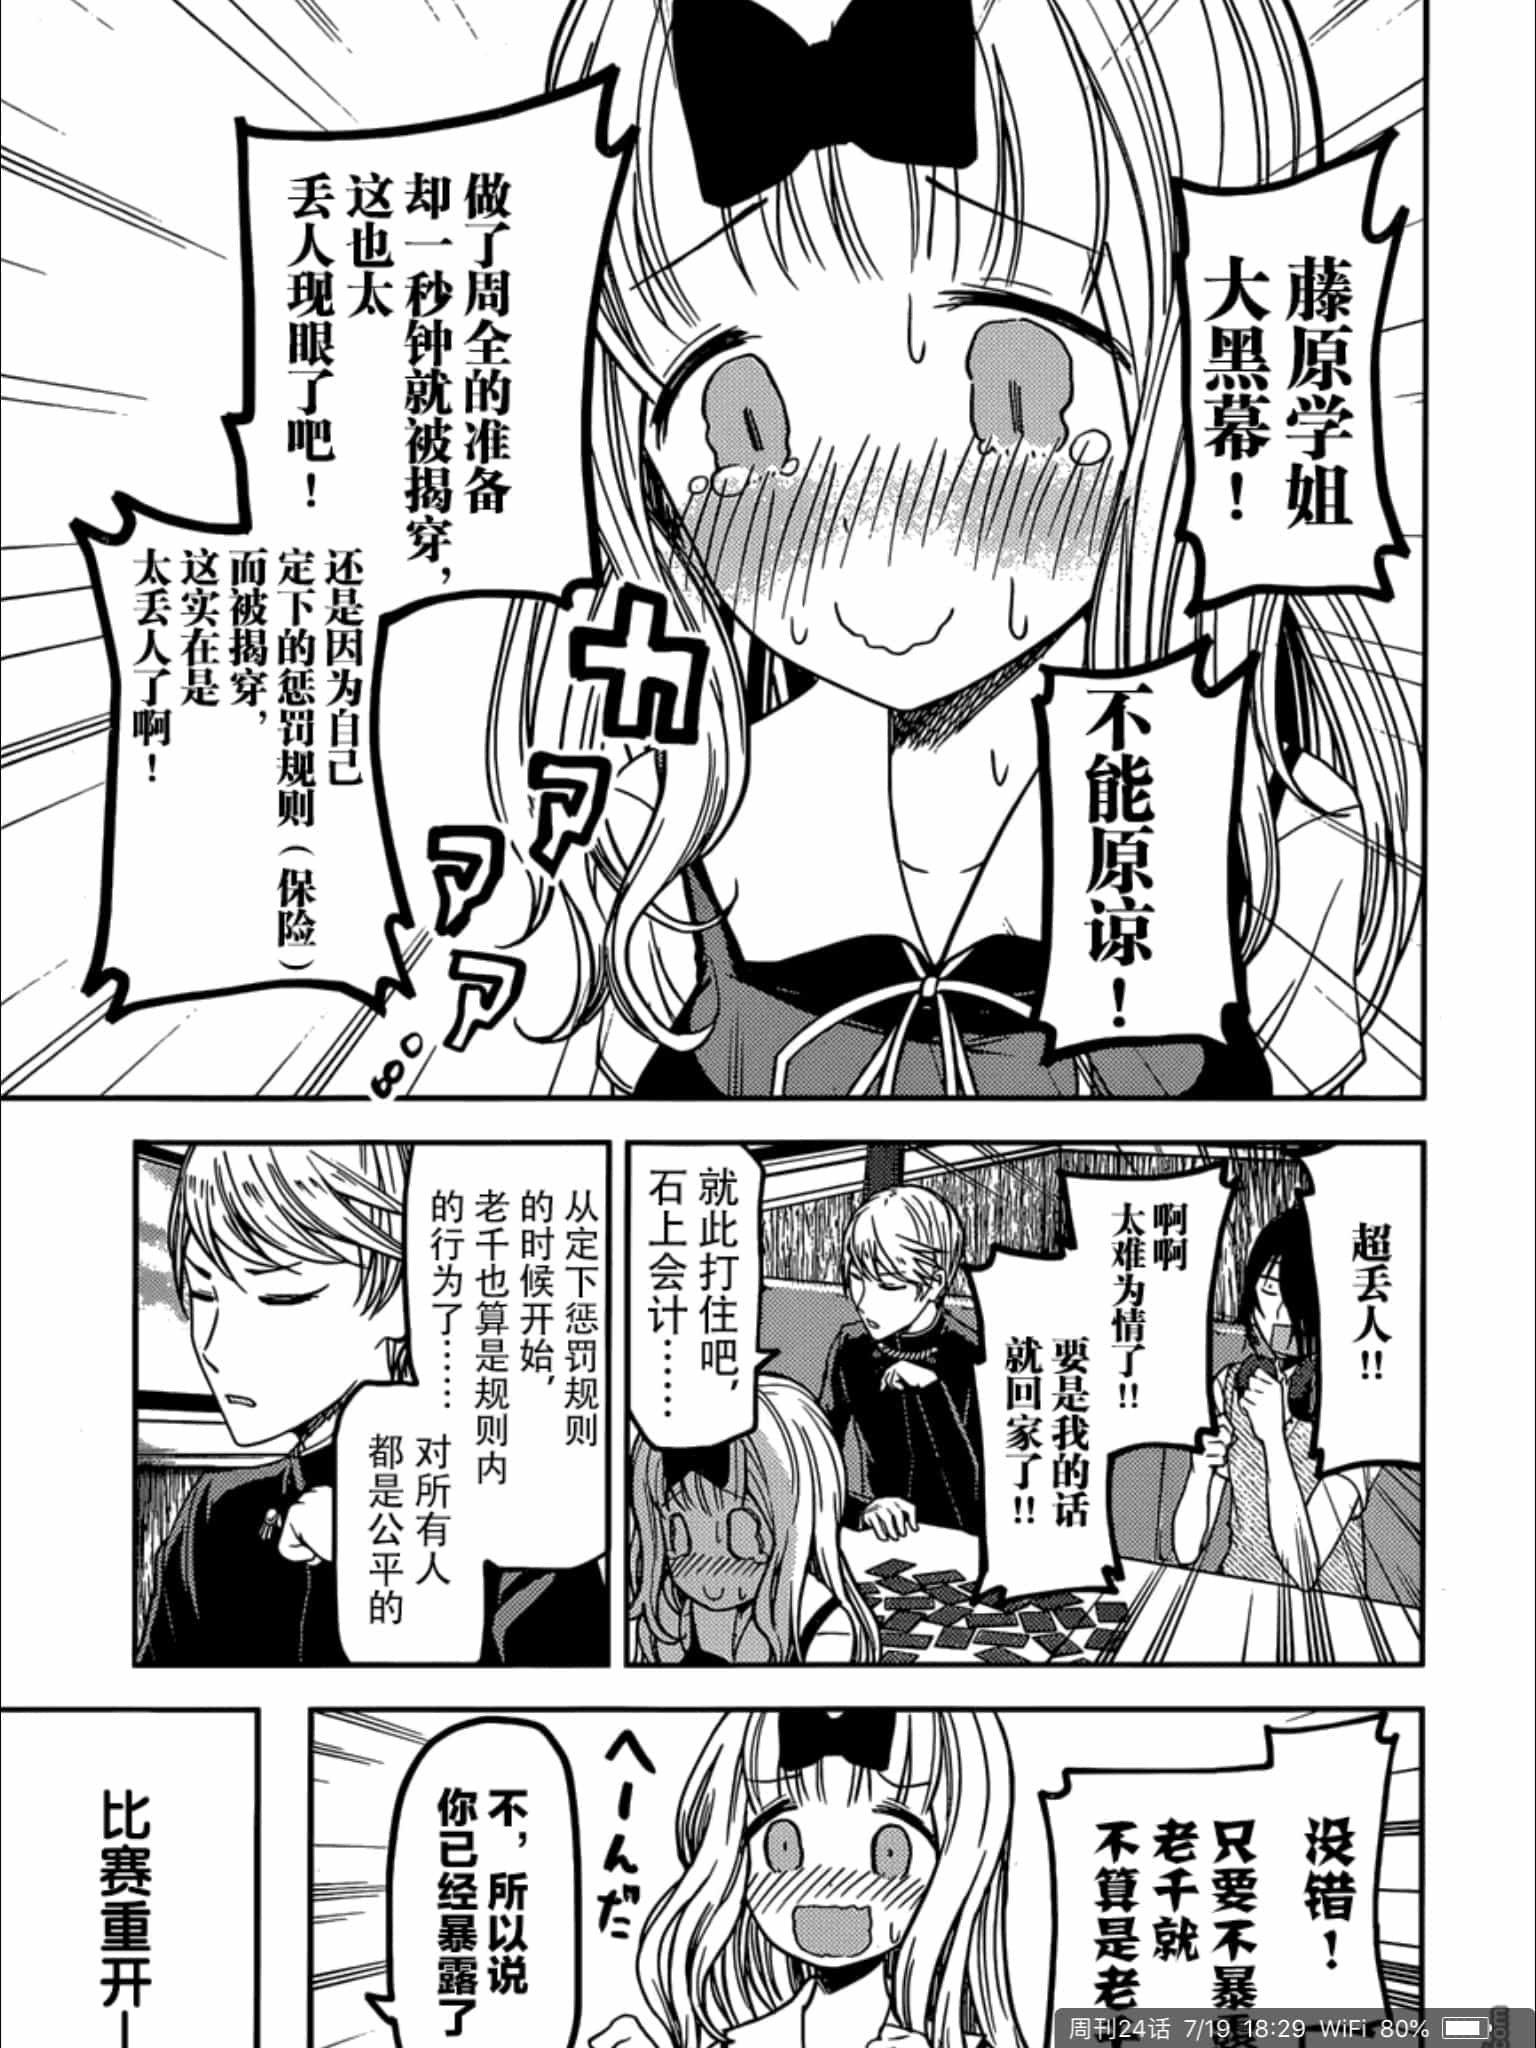 藤原学姐
大黑幕！
不能原谅！
做了周全的准备
却一秒钟就被揭穿，
这也太
丢人现眼了吧！
还是因为自己
定下的惩罚规则（保险）
而被揭穿，
这实在是
太丢人了啊！
カァァァ…
超丢人!!
啊啊
太难为情了!!
要是我的话
就回家了!!
就此打住吧，
石上会计……
从定下惩罚规则
的时候开始，
老千也算是规则内
的行为了……
对所有人
都是公平的
没错！
只要不暴
老千就
不算是老
へーんだ
不，所以说
你已经暴露了
比赛重开—
周刊24话 7/19 18:29 WiFi 80%